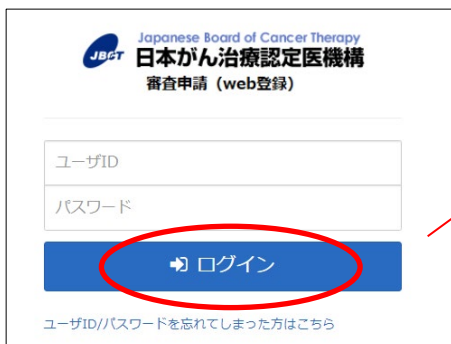 Japanese Board of Cancer Therapy
JBCT 日本がん治療認定医機構
審査申請（web登録）
ユーザID
パスワード
ログイン
ユーザID/パスワードを忘れてしまった方はこちら